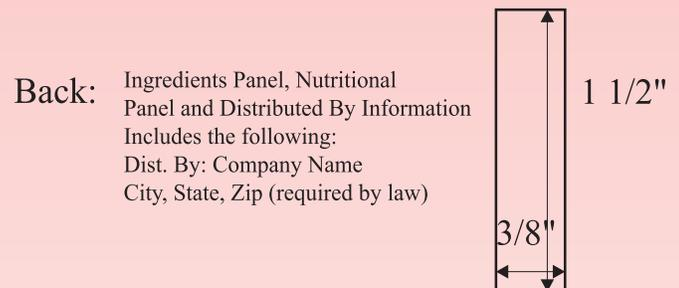 Back:
Ingredients Panel, Nutritional
Panel and Distributed By Information
Includes the following:
Dist. By: Company Name
City, State, Zip (required by law)
1 1/2"
3/8"